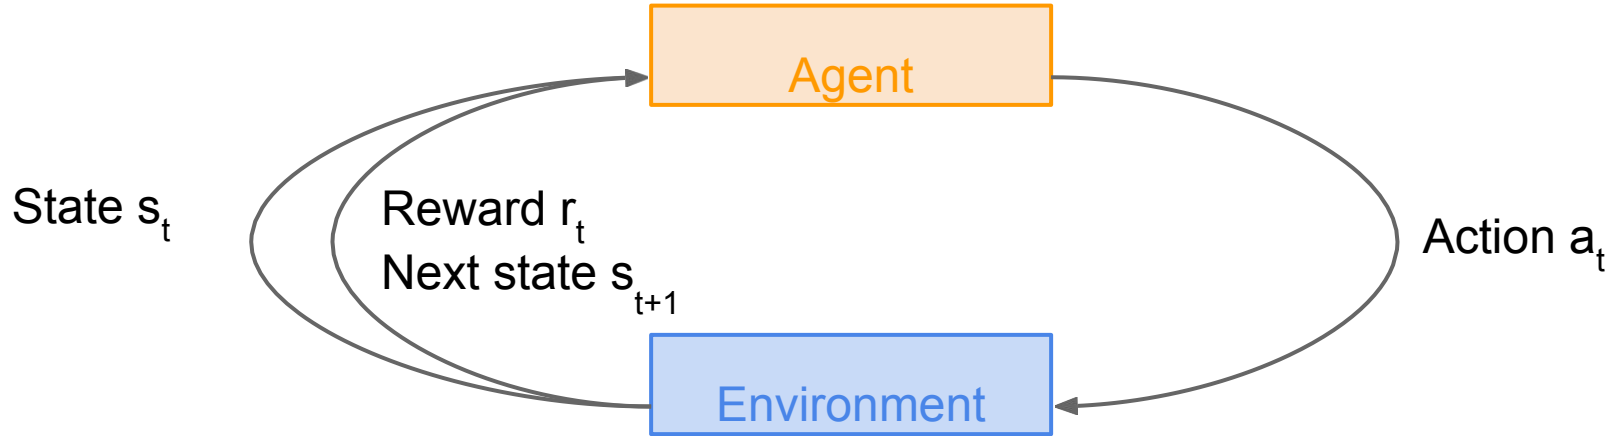 Agent
State sₜ
Reward rₜ
Next state sₜ₊₁
Action aₜ
Environment